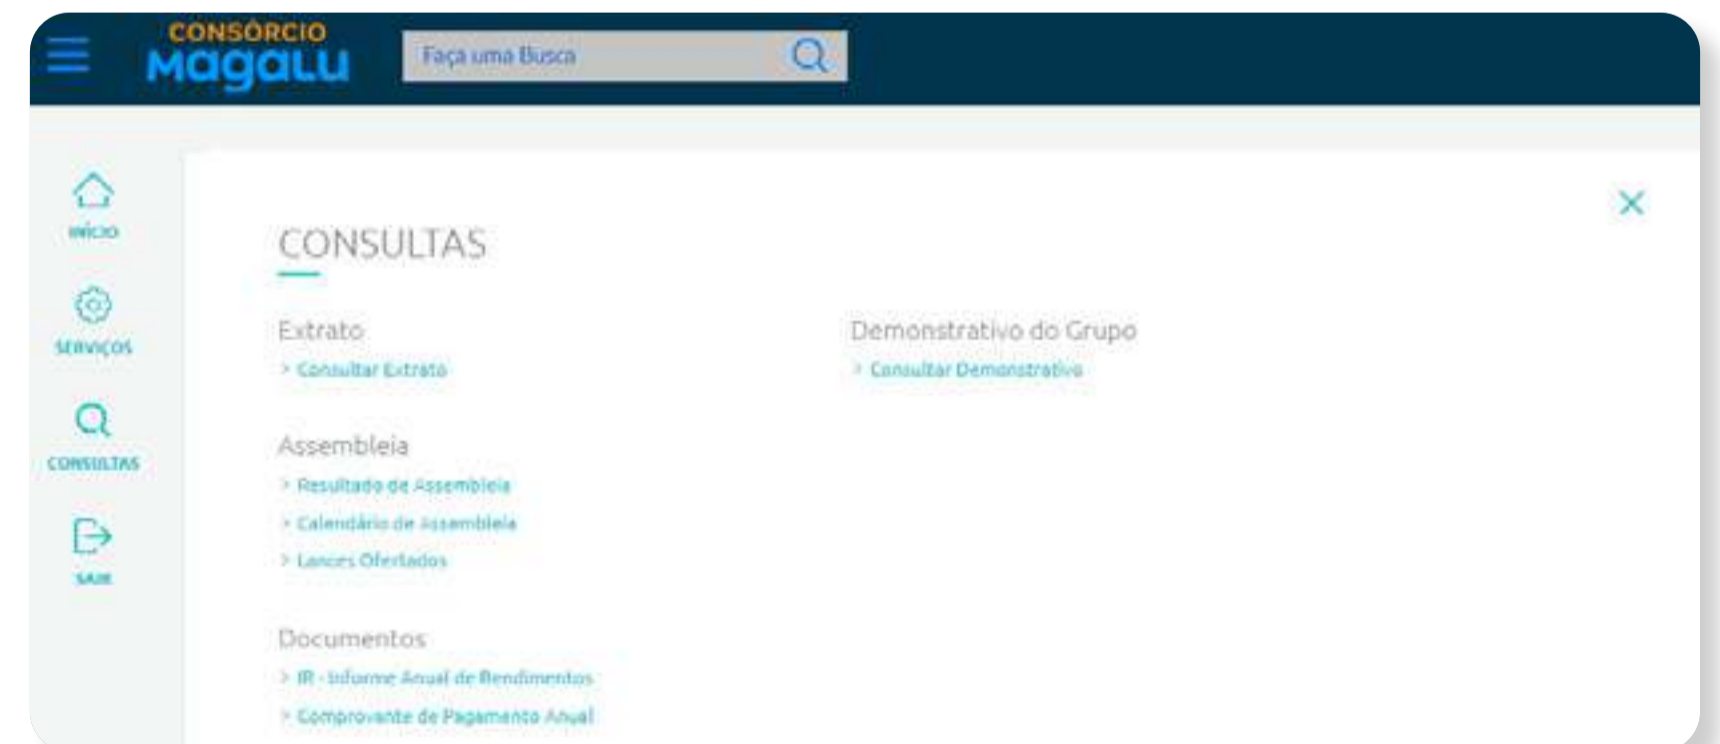 CONSÓRCIO
Magalu
Faça uma Busca
INÍCIO
SERVIÇOS
CONSULTAS
SAIR
CONSULTAS
Extrato
> Consultar Extrato
Assembleia
> Resultado de Assembleia
> Calendário de Assembleia
> Lances Ofertados
Documentos
> IR - Informe Anual de Rendimentos
> Comprovante de Pagamento Anual
Demonstrativo do Grupo
> Consultar Demonstrativo